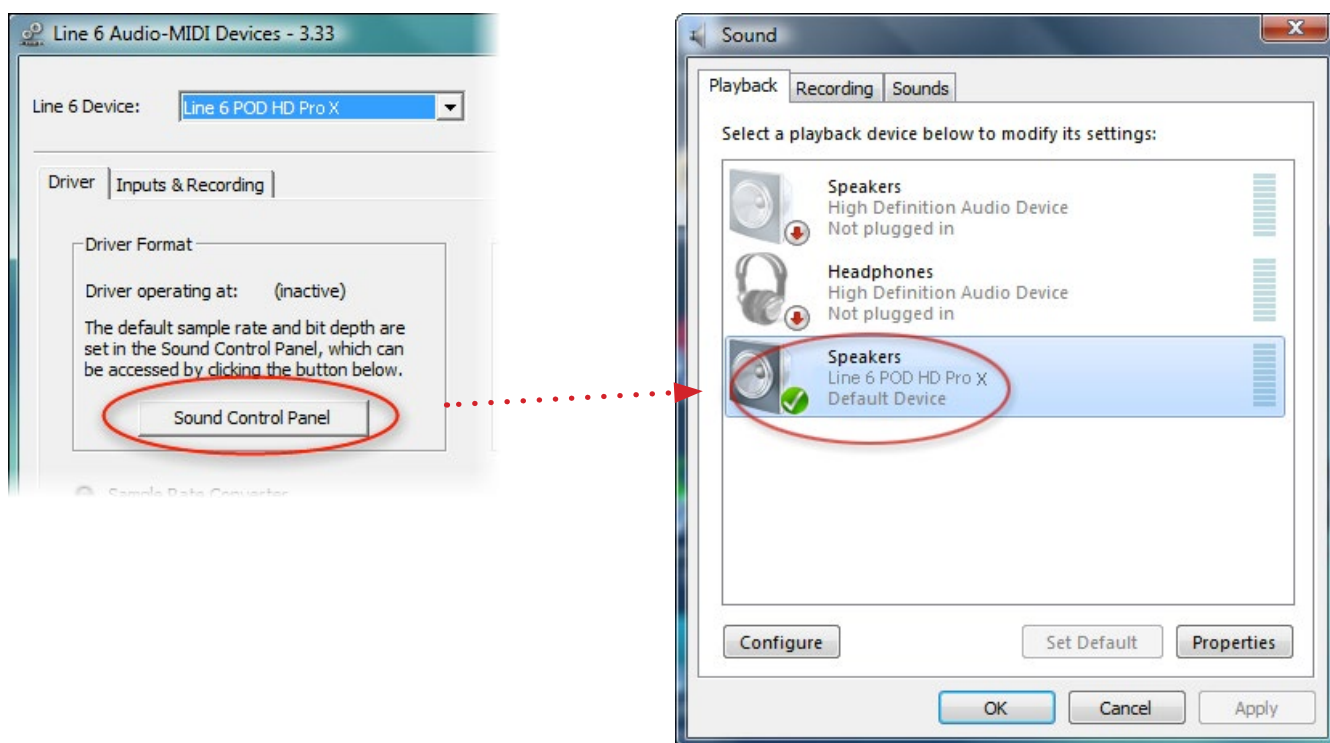 Line 6 Audio-MIDI Devices - 3.33
Line 6 Device:
Line 6 POD HD Pro X
Driver
Inputs & Recording
Driver Format
Driver operating at: (inactive)
The default sample rate and bit depth are
set in the Sound Control Panel, which can
be accessed by clicking the button below.
Sound Control Panel
Sample Rate Converter
Sound
Playback
Recording
Sounds
Select a playback device below to modify its settings:
Speakers
High Definition Audio Device
Not plugged in
Headphones
High Definition Audio Device
Not plugged in
Speakers
Line 6 POD HD Pro X
Default Device
Configure
Set Default
Properties
OK
Cancel
Apply